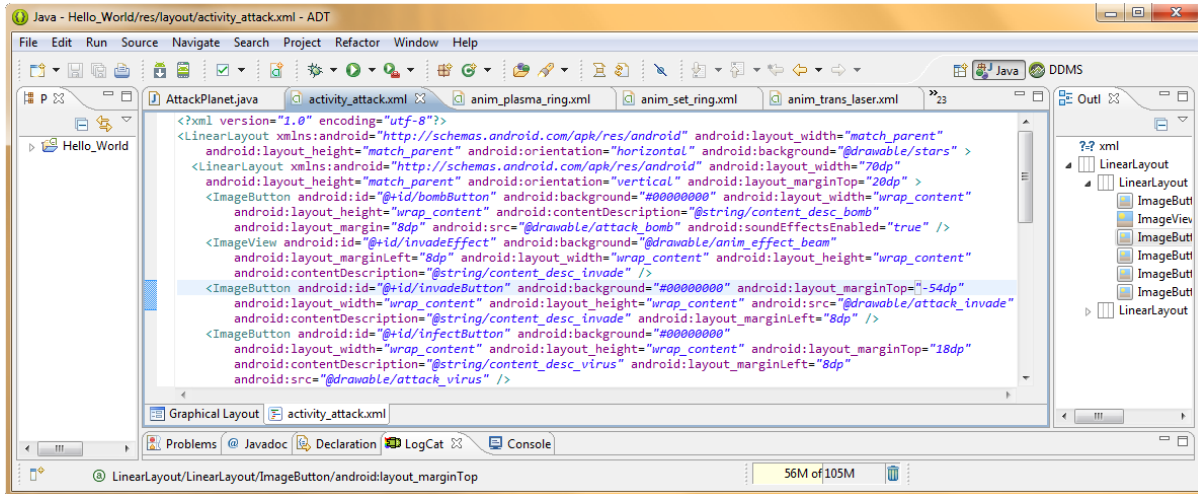 Java - Hello_World/res/layout/activity_attack.xml - ADT
File Edit Run Source Navigate Search Project Refactor Window Help
Java DDMS
P
AttackPlanet.java activity_attack.xml anim_plasma_ring.xml anim_set_ring.xml anim_trans_laser.xml »23
Outl
Hello_World
<?xml version="1.0" encoding="utf-8"?>
<LinearLayout xmlns:android="http://schemas.android.com/apk/res/android" android:layout_width="match_parent"
android:layout_height="match_parent" android:orientation="horizontal" android:background="@drawable/stars" >
<LinearLayout xmlns:android="http://schemas.android.com/apk/res/android" android:layout_width="70dp"
android:layout_height="match_parent" android:orientation="vertical" android:layout_marginTop="20dp" >
<ImageButton android:id="@+id/bombButton" android:background="#00000000" android:layout_width="wrap_content"
android:layout_height="wrap_content" android:contentDescription="@string/content_desc_bomb"
android:layout_margin="8dp" android:src="@drawable/attack_bomb" android:soundEffectsEnabled="true" />
<ImageView android:id="@+id/invadeEffect" android:background="@drawable/anim_effect_beam"
android:layout_marginLeft="8dp" android:layout_width="wrap_content" android:layout_height="wrap_content"
android:contentDescription="@string/content_desc_invade" />
<ImageButton android:id="@+id/invadeButton" android:background="#00000000" android:layout_marginTop="-54dp"
android:layout_width="wrap_content" android:layout_height="wrap_content" android:src="@drawable/attack_invade"
android:contentDescription="@string/content_desc_invade" android:layout_marginLeft="8dp" />
<ImageButton android:id="@+id/infectButton" android:background="#00000000"
android:layout_width="wrap_content" android:layout_height="wrap_content" android:layout_marginTop="18dp"
android:contentDescription="@string/content_desc_virus" android:layout_marginLeft="8dp"
android:src="@drawable/attack_virus" />
Graphical Layout activity_attack.xml
?=? xml
LinearLayout
LinearLayout
ImageButt
ImageView
ImageButt
ImageButt
ImageButt
ImageButt
LinearLayout
Problems @ Javadoc Declaration LogCat Console
LinearLayout/LinearLayout/ImageButton/android:layout_marginTop
56M of 105M